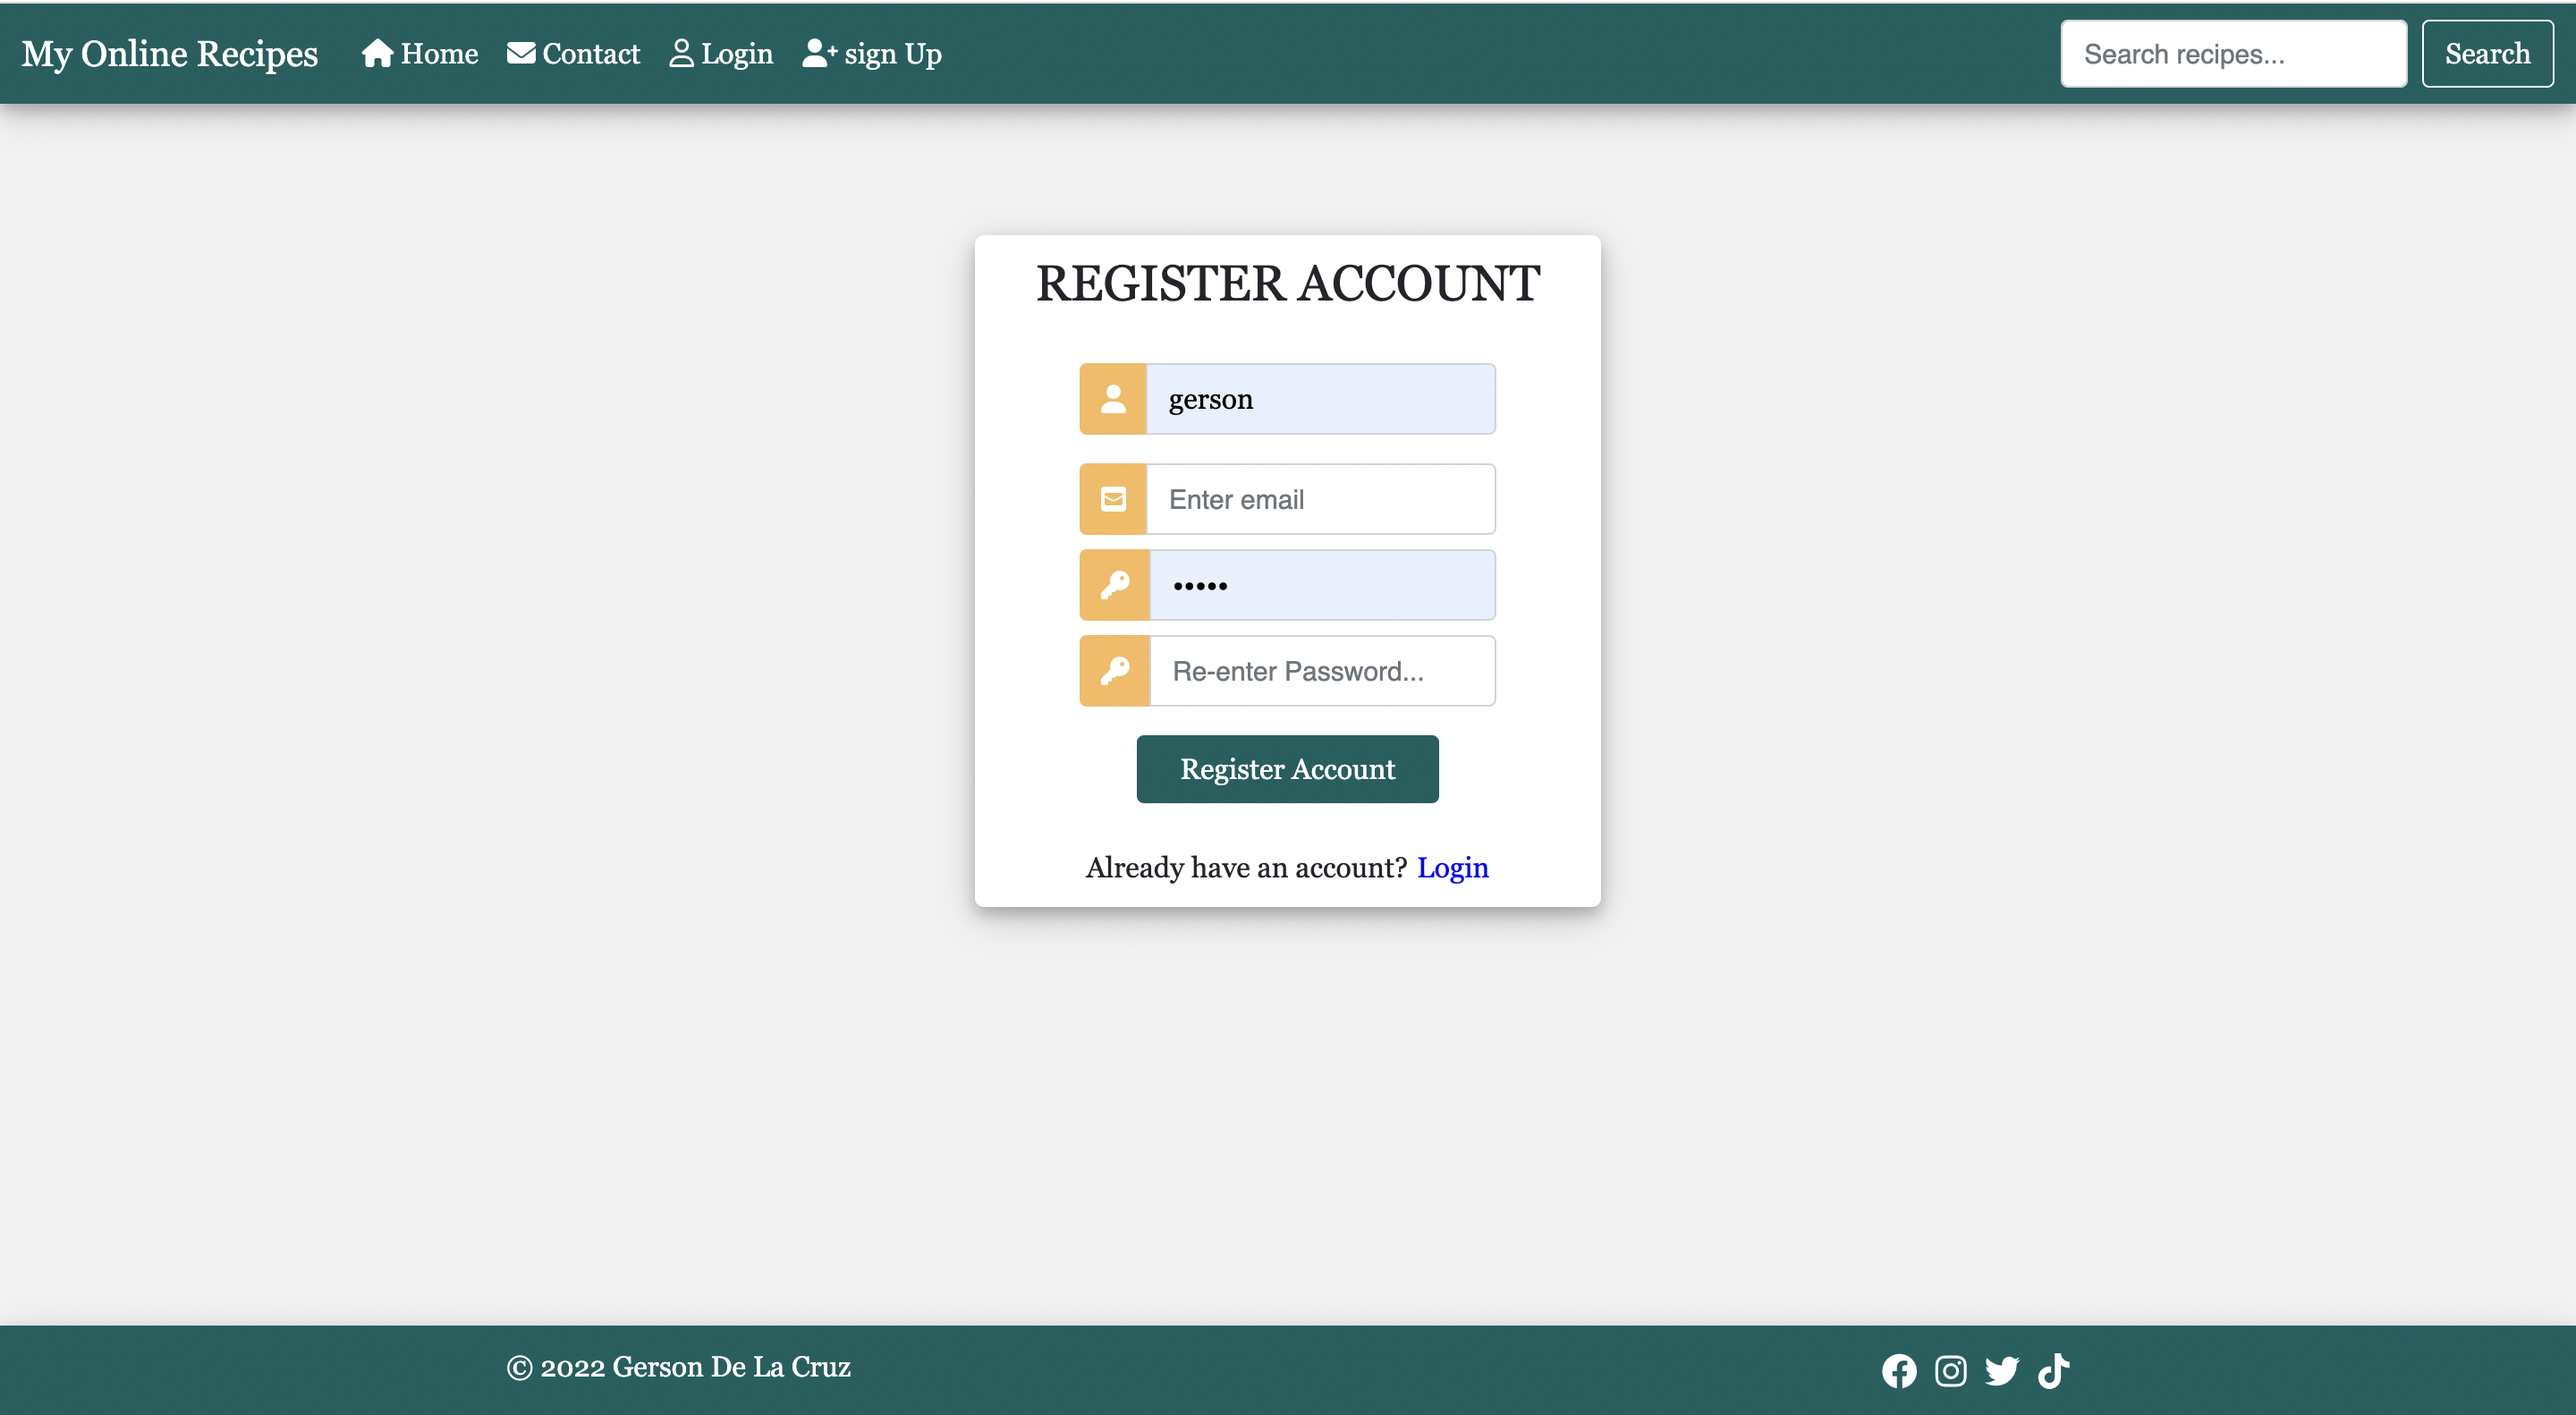 My Online Recipes Home Contact Login sign Up Search recipes... Search
REGISTER ACCOUNT
gerson
Enter email
•••••
Re-enter Password...
Register Account
Already have an account? Login
© 2022 Gerson De La Cruz